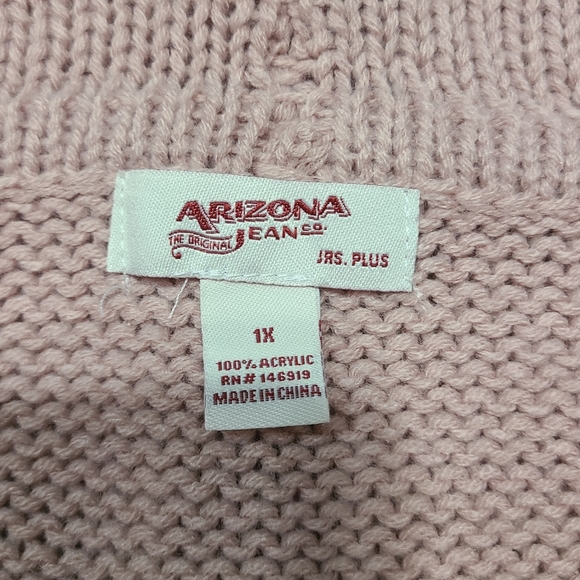 ARIZONA
THE ORIGINAL JEAN CO.
JRS. PLUS
1X
100% ACRYLIC
RN# 146919
MADE IN CHINA